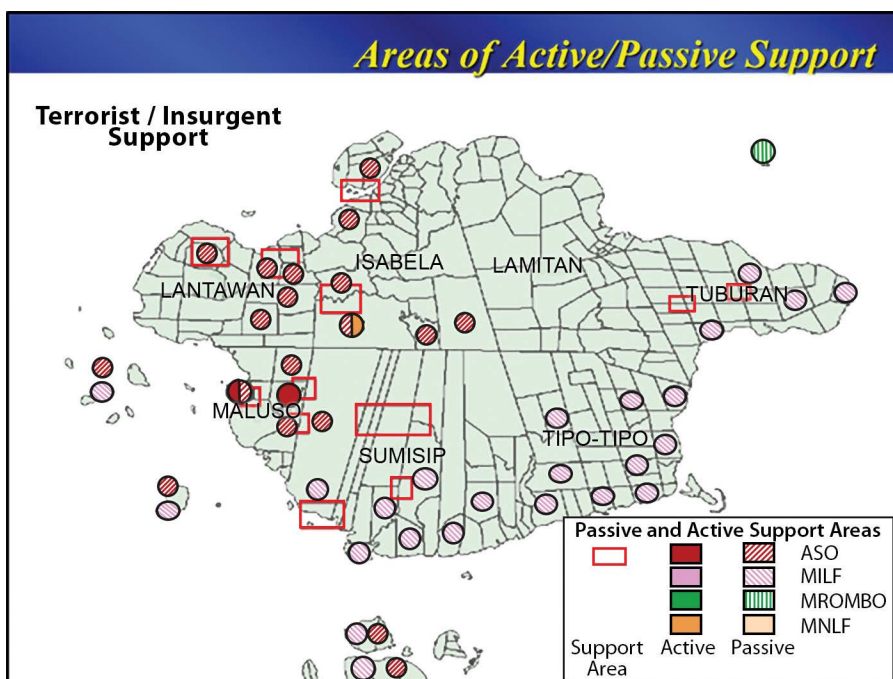 Areas of Active/Passive Support
Terrorist / Insurgent
Support
ISABELA
LAMITAN
LANTAWAN
TUBURAN
MALUSO
TIPO-TIPO
SUMISIP
Passive and Active Support Areas
ASO
MILF
MROMBO
MNLF
Support
Area
Active
Passive